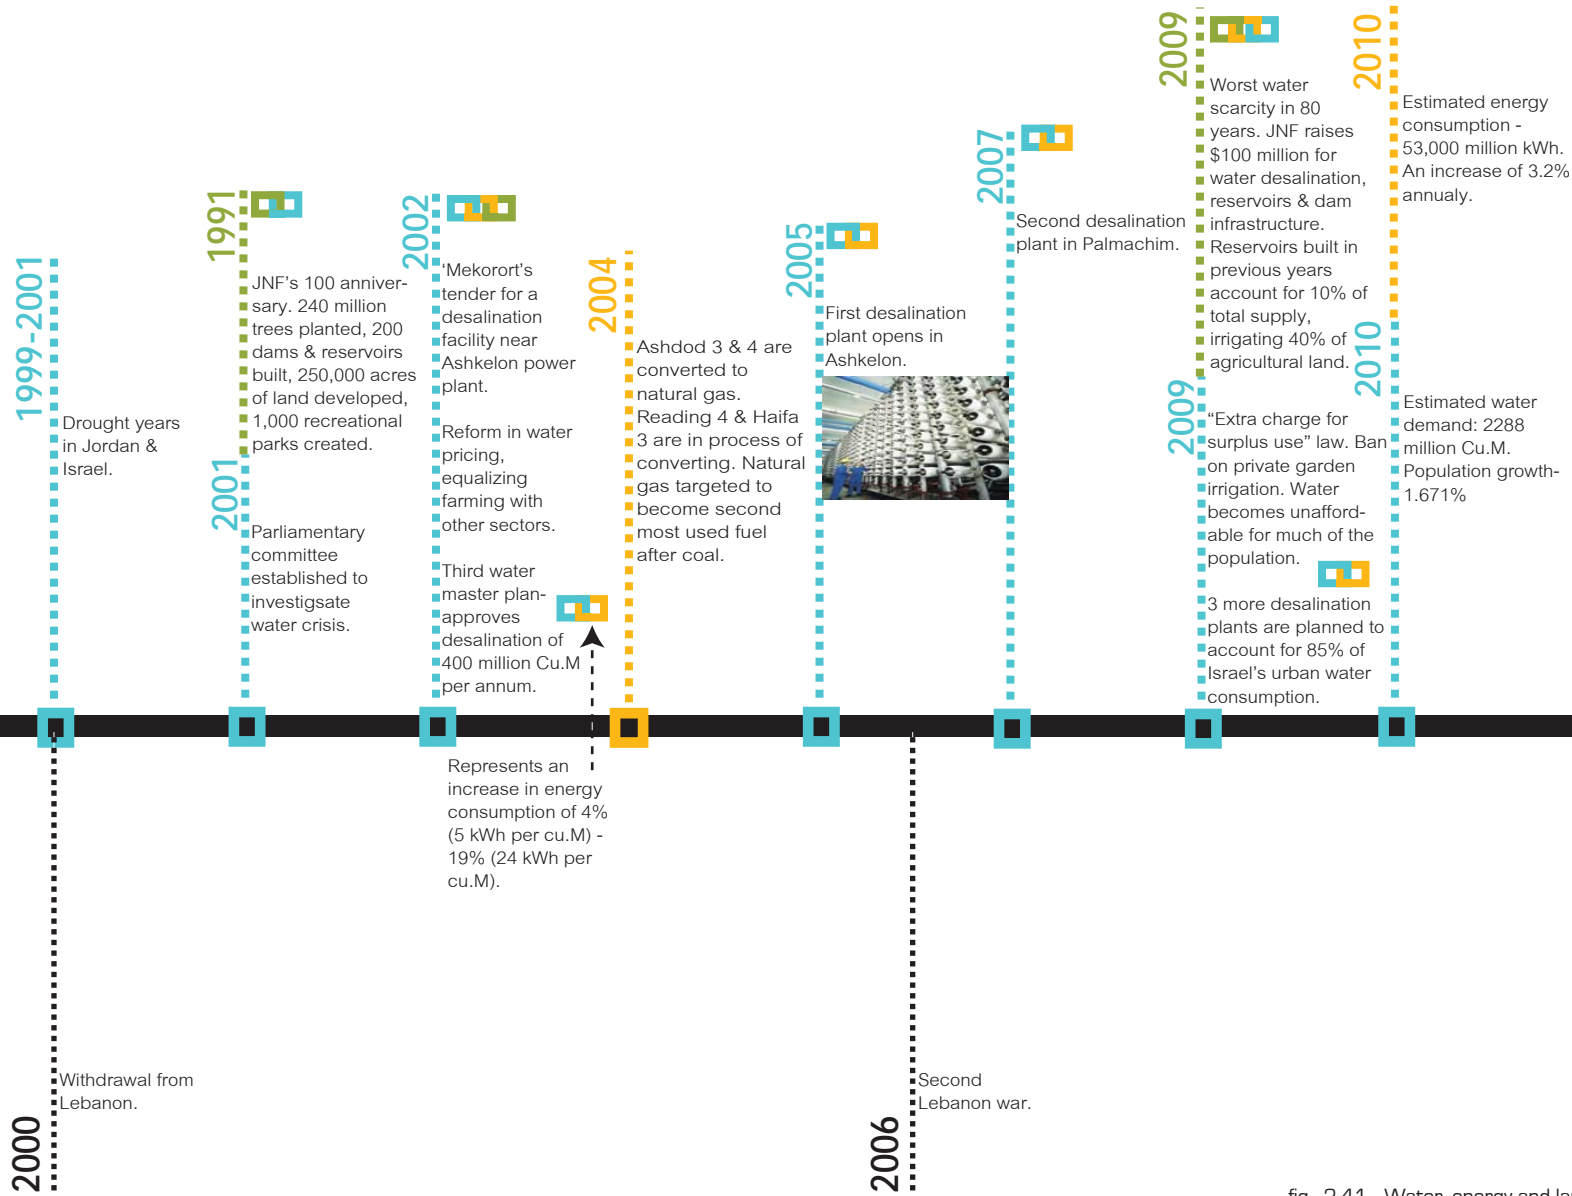 1999-2001
Drought years
in Jordan &
Israel.
1991
JNF's 100 anniver-
sary. 240 million
trees planted, 200
dams & reservoirs
built, 250,000 acres
of land developed,
1,000 recreational
parks created.
2001
Parliamentary
committee
established to
investigsate
water crisis.
2002
‘Mekorort’s
tender for a
desalination
facility near
Ashkelon power
plant.
Reform in water
pricing,
equalizing
farming with
other sectors.
Third water
master plan-
approves
desalination of
400 million Cu.M
per annum.
Represents an
increase in energy
consumption of 4%
(5 kWh per cu.M) -
19% (24 kWh per
cu.M).
2004
Ashdod 3 & 4 are
converted to
natural gas.
Reading 4 & Haifa
3 are in process of
converting. Natural
gas targeted to
become second
most used fuel
after coal.
2005
First desalination
plant opens in
Ashkelon.
2007
Second desalination
plant in Palmachim.
2009
Worst water
scarcity in 80
years. JNF raises
$100 million for
water desalination,
reservoirs & dam
infrastructure.
Reservoirs built in
previous years
account for 10% of
total supply,
irrigating 40% of
agricultural land.
2009
“Extra charge for
surplus use” law. Ban
on private garden
irrigation. Water
becomes unafford-
able for much of the
population.
3 more desalination
plants are planned to
account for 85% of
Israel’s urban water
consumption.
2010
Estimated energy
consumption -
53,000 million kWh.
An increase of 3.2%
annualy.
2010
Estimated water
demand: 2288
million Cu.M.
Population growth-
1.671%
2000
Withdrawal from
Lebanon.
2006
Second
Lebanon war.
fig. 2.41 Water, energy and